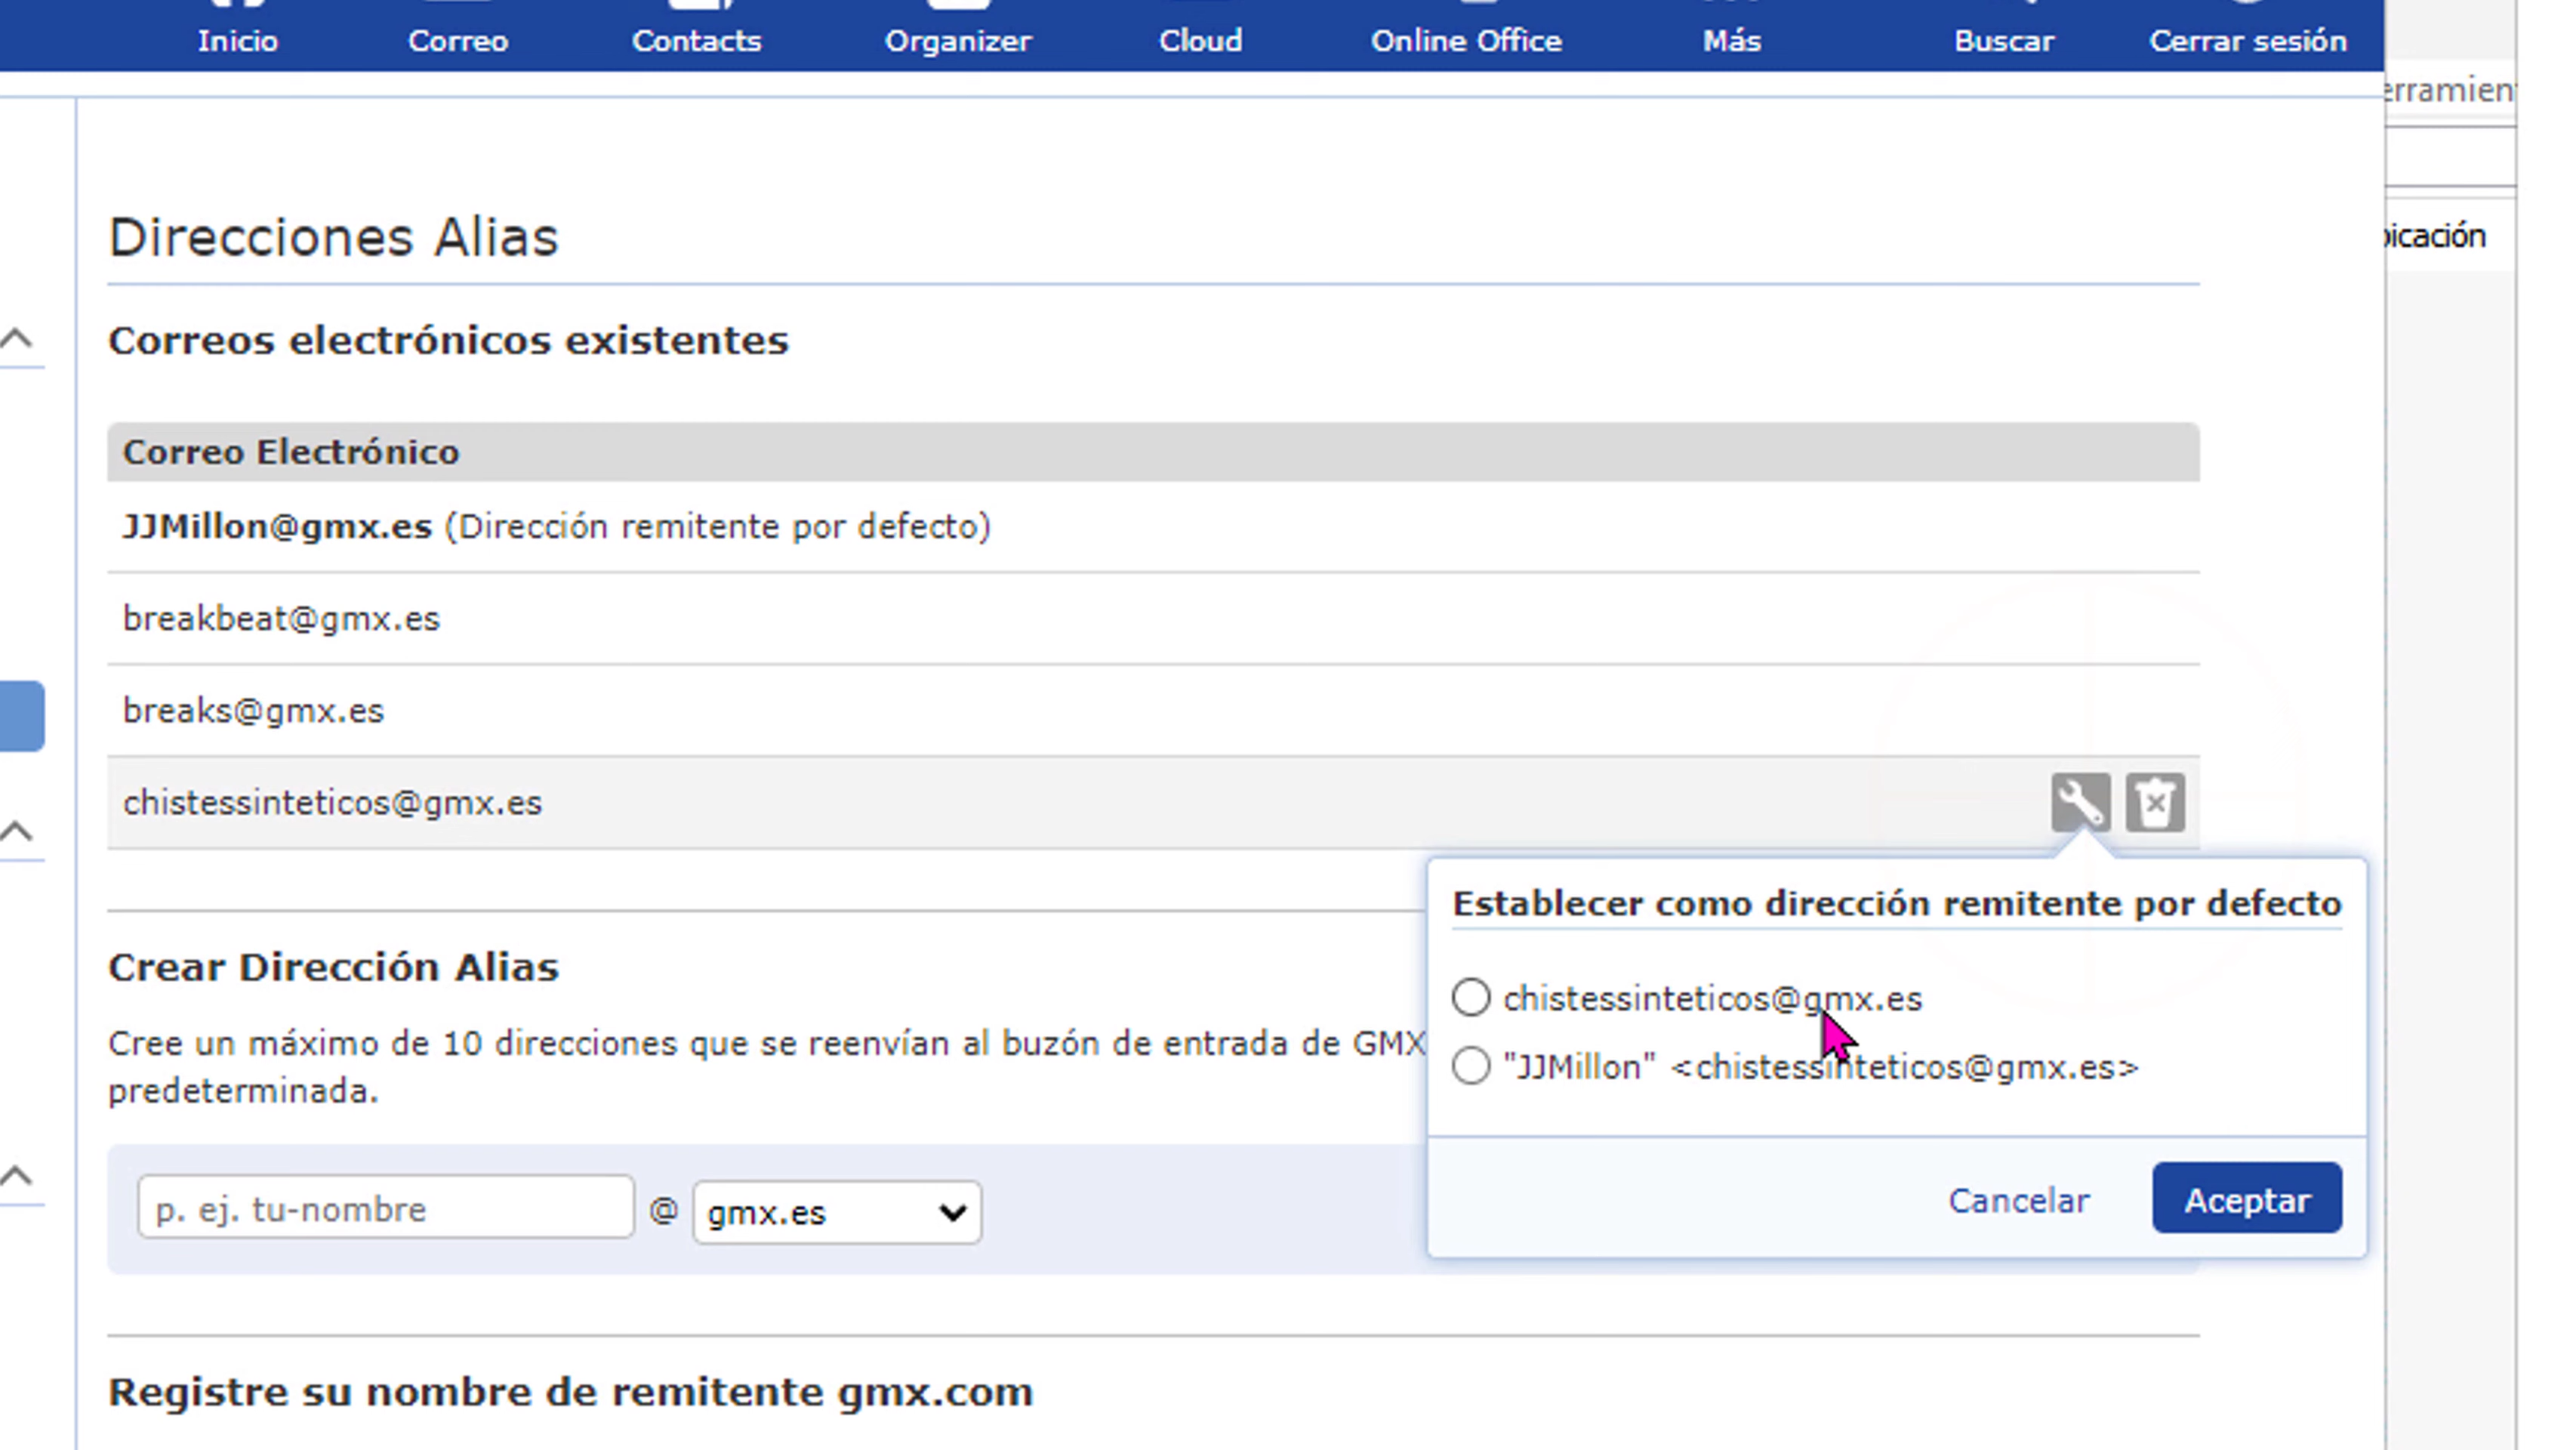 Inicio Correo Contacts Organizer Cloud Online Office Más Buscar Cerrar sesión
erramien
bicación
Direcciones Alias
Correos electrónicos existentes
Correo Electrónico
JJMillon@gmx.es (Dirección remitente por defecto)
breakbeat@gmx.es
breaks@gmx.es
chistessinteticos@gmx.es
Establecer como dirección remitente por defecto
chistessinteticos@gmx.es
"JJMillon" <chistessinteticos@gmx.es>
Cancelar Aceptar
Crear Dirección Alias
Cree un máximo de 10 direcciones que se reenvían al buzón de entrada de GMX
predeterminada.
p. ej. tu-nombre @ gmx.es
Registre su nombre de remitente gmx.com